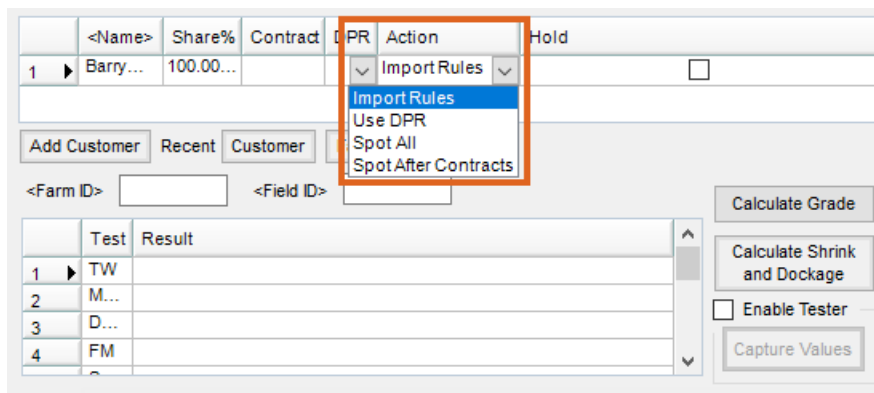 <Name> Share% Contract DPR Action Hold
1 Barry... 100.00... Import Rules
Import Rules
Use DPR
Spot All
Spot After Contracts
Add Customer Recent Customer
<Farm ID> <Field ID>
Calculate Grade
Test Result
Calculate Shrink
and Dockage
1 TW
2 M...
Enable Tester
3 D...
4 FM
Capture Values